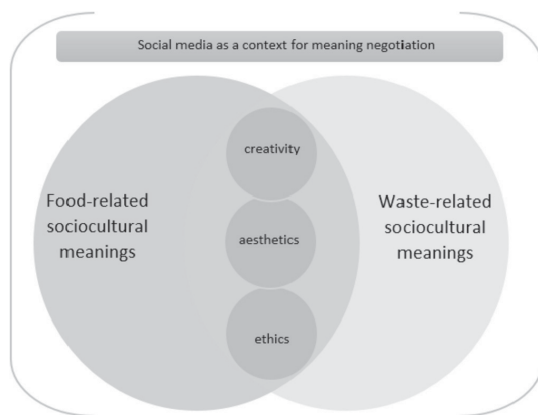 Social media as a context for meaning negotiation
creativity
Food-related
sociocultural
meanings
aesthetics
Waste-related
sociocultural
meanings
ethics